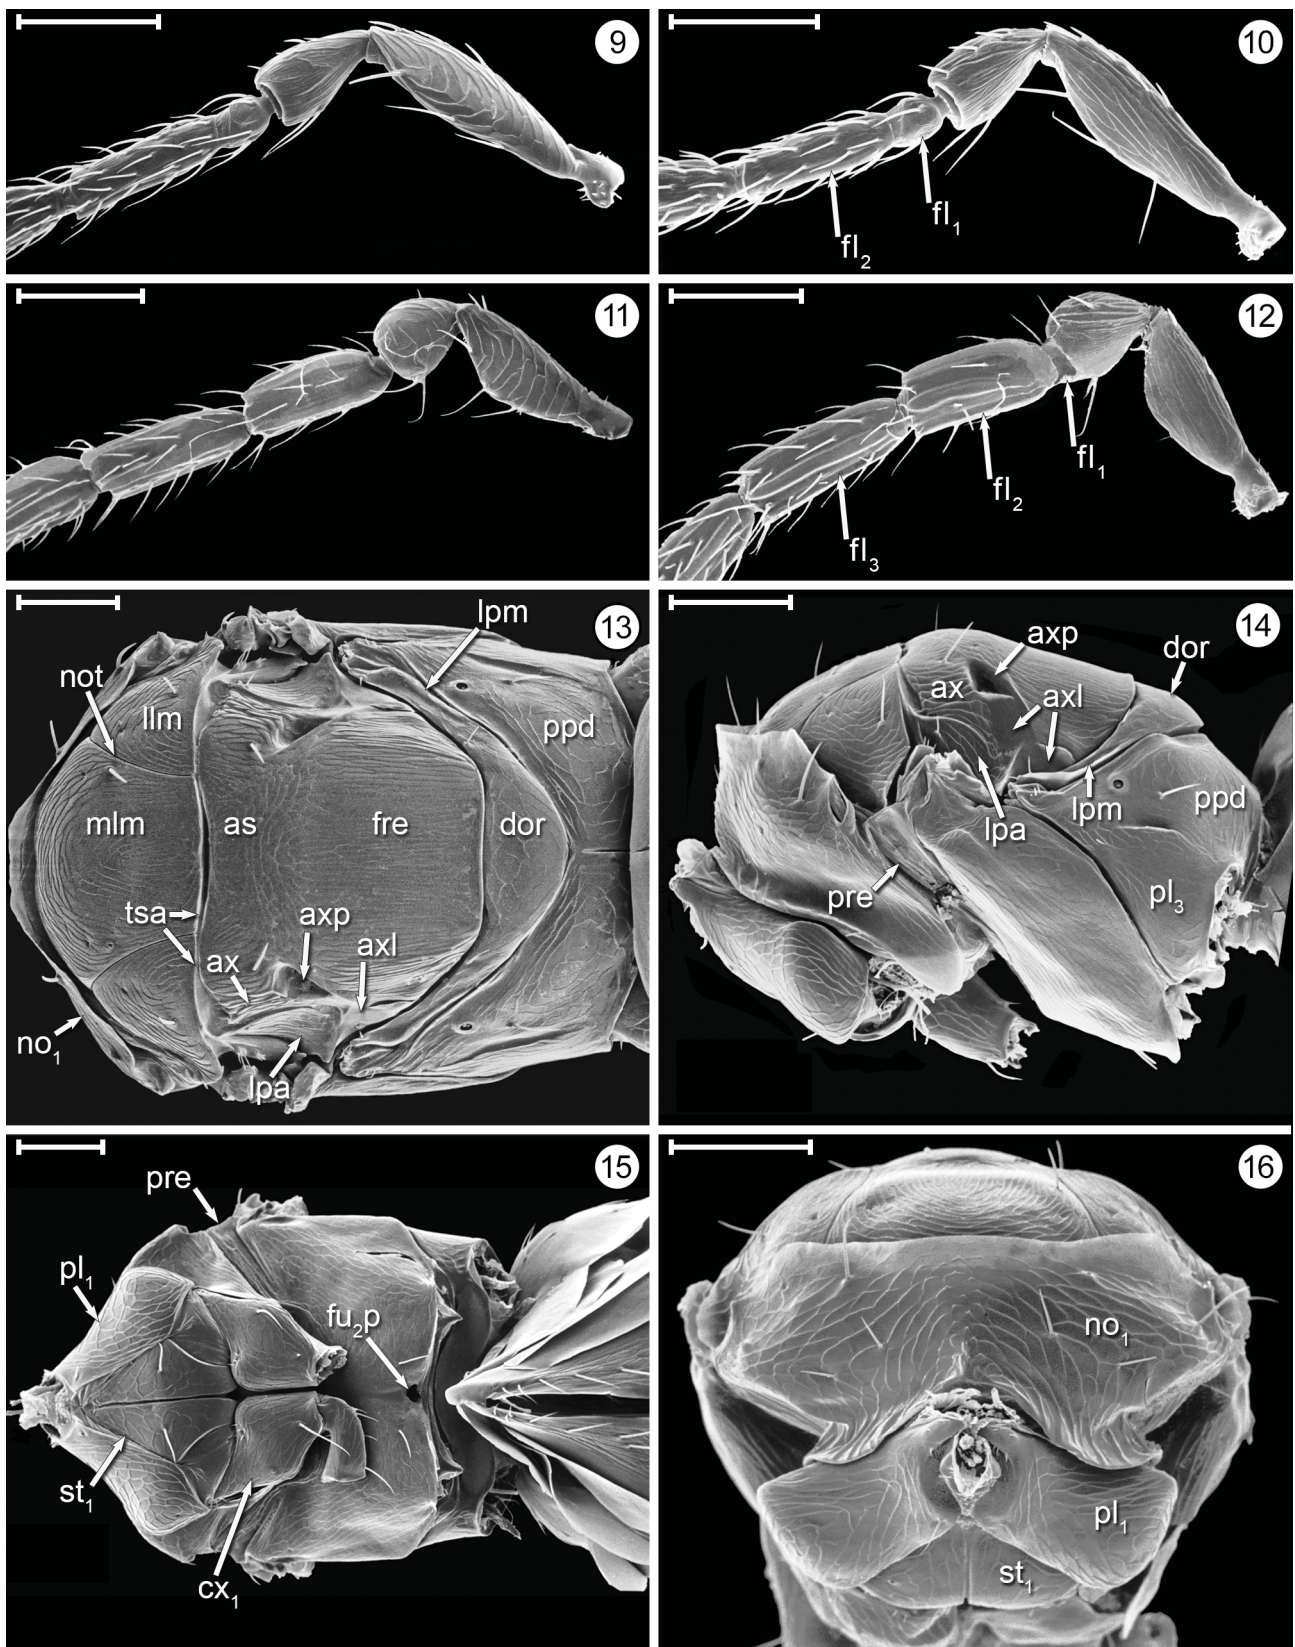 9
10
fl1
fl2
11
12
fl1
fl2
fl3
13
lpm
not
llm
ppd
mlm
as
fre
dor
tsa
axp
ax
axl
no1
lpa
14
axp
dor
ax
axl
lpa
lpm
ppd
pre
pl3
15
pre
pl1
fu2p
st1
cx1
16
no1
pl1
st1